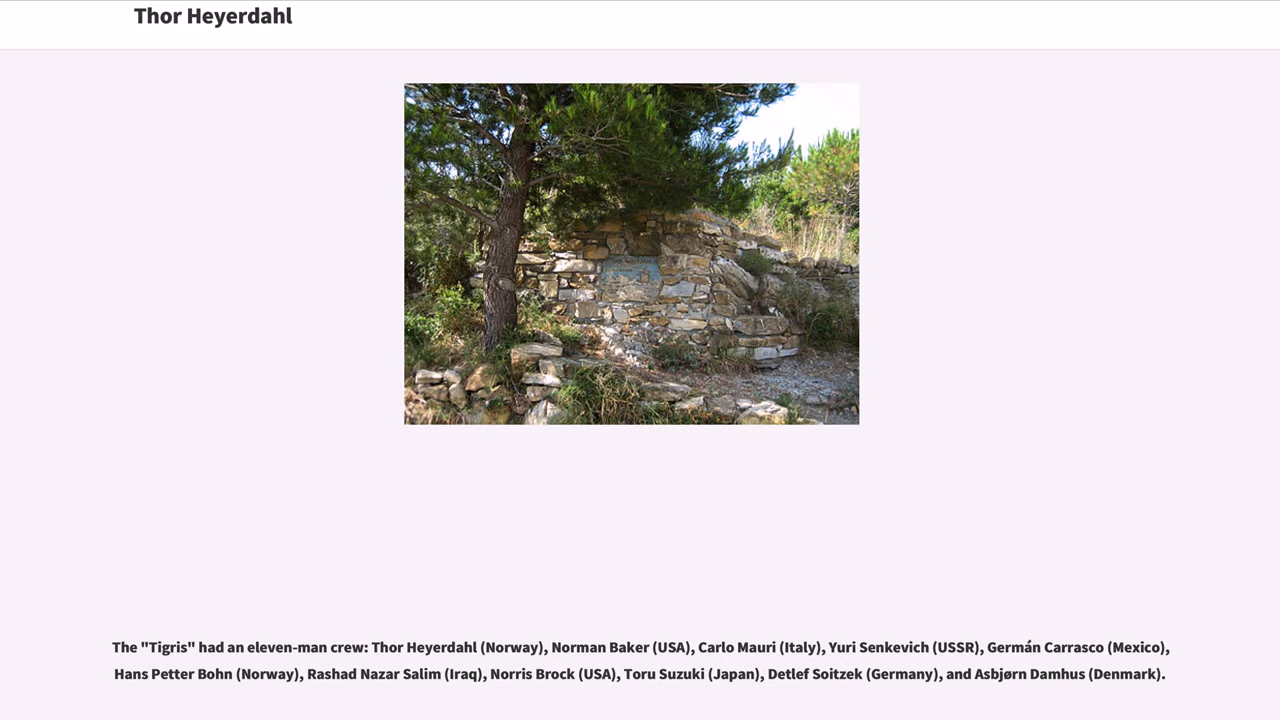 Thor Heyerdahl
The "Tigris" had an eleven-man crew: Thor Heyerdahl (Norway), Norman Baker (USA), Carlo Mauri (Italy), Yuri Senkevich (USSR), Germán Carrasco (Mexico),
Hans Petter Bohn (Norway), Rashad Nazar Salim (Iraq), Norris Brock (USA), Toru Suzuki (Japan), Detlef Soitzek (Germany), and Asbjørn Damhus (Denmark).